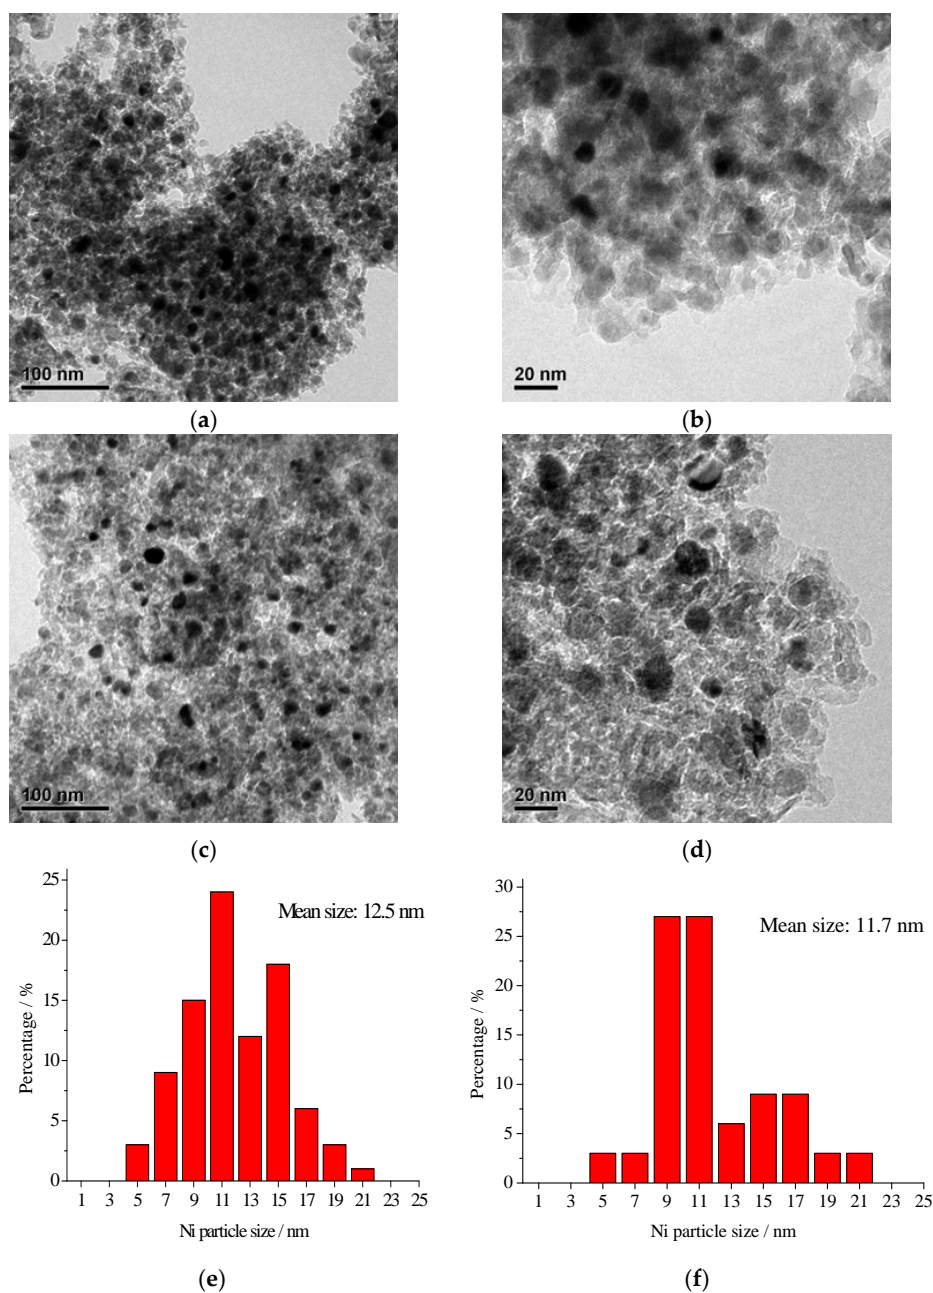 100 nm
20 nm
(a)
(b)
100 nm
20 nm
(c)
(d)
25
20
15
10
5
0
Percentage / %
Mean size: 12.5 nm
1 3 5 7 9 11 13 15 17 19 21 23 25
Ni particle size / nm
30
25
20
15
10
5
0
Percentage / %
Mean size: 11.7 nm
1 3 5 7 9 11 13 15 17 19 21 23 25
Ni particle size / nm
(e)
(f)